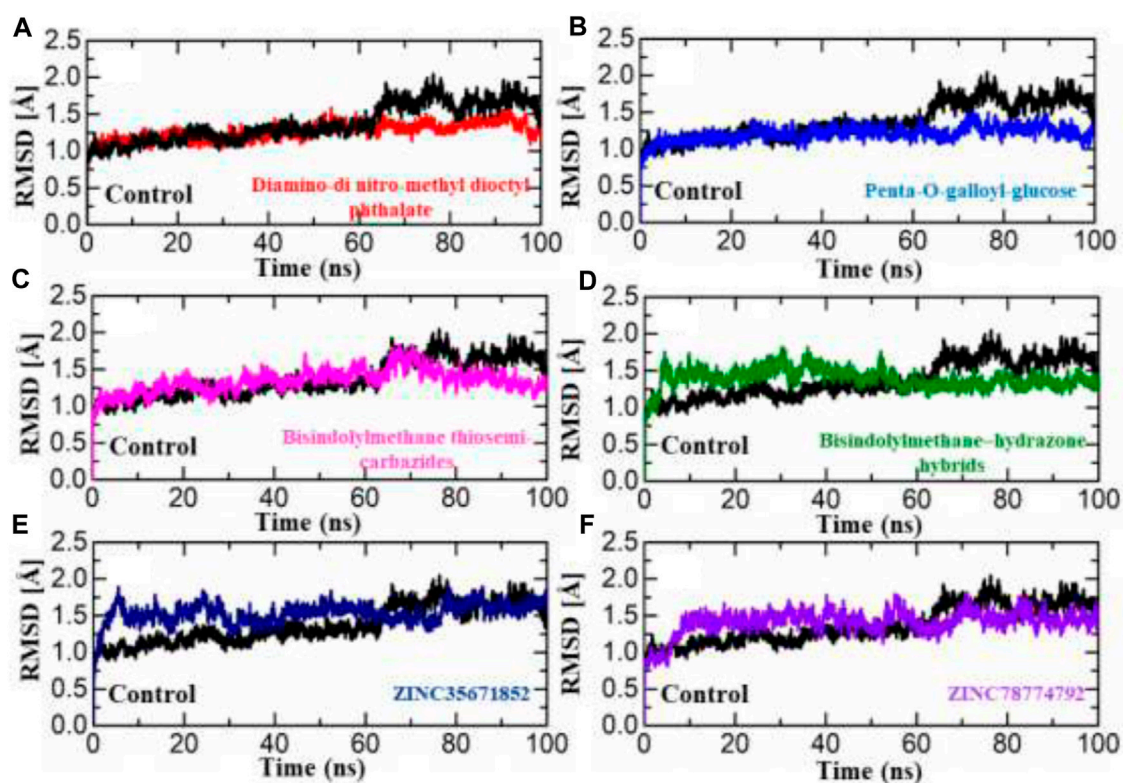 A
2.5
2.0
1.5
1.0
0.5
0.0
RMSD [Å]
Control
Diamino-di nitro-methyl dioctyl
phthalate
0 20 40 60 80 100
Time (ns)
B
2.5
2.0
1.5
1.0
0.5
0.0
RMSD [Å]
Control
Penta-O-galloyl-glucose
0 20 40 60 80 100
Time (ns)
C
2.5
2.0
1.5
1.0
0.5
0.0
RMSD [Å]
Control
Bisindolylmethane thiosemi-
carbazides
0 20 40 60 80 100
Time (ns)
D
2.5
2.0
1.5
1.0
0.5
0.0
RMSD [Å]
Control
Bisindolylmethane–hydrazone
hybrids
0 20 40 60 80 100
Time (ns)
E
2.5
2.0
1.5
1.0
0.5
0.0
RMSD [Å]
Control
ZINC35671852
0 20 40 60 80 100
Time (ns)
F
2.5
2.0
1.5
1.0
0.5
0.0
RMSD [Å]
Control
ZINC78774792
0 20 40 60 80 100
Time (ns)